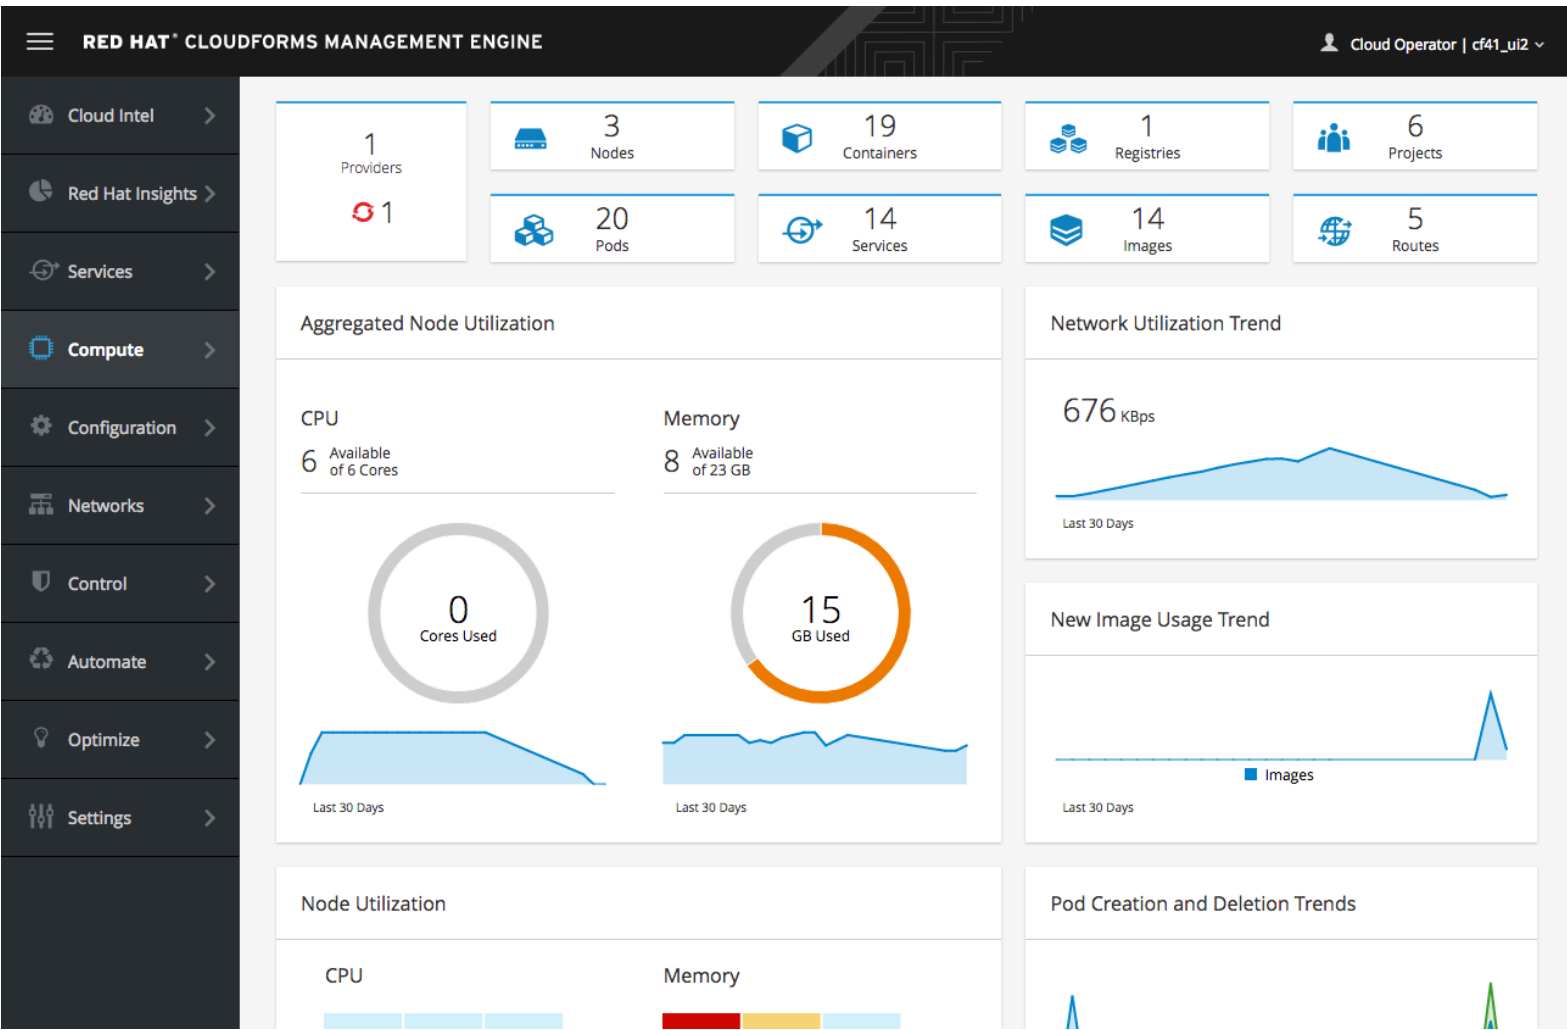 RED HAT® CLOUDFORMS MANAGEMENT ENGINE
Cloud Operator | cf41_ui2
Cloud Intel
Red Hat Insights
Services
Compute
Configuration
Networks
Control
Automate
Optimize
Settings
1
Providers
1
3
Nodes
19
Containers
1
Registries
6
Projects
20
Pods
14
Services
14
Images
5
Routes
Aggregated Node Utilization
CPU
6 Available
of 6 Cores
0
Cores Used
Last 30 Days
Memory
8 Available
of 23 GB
15
GB Used
Last 30 Days
Network Utilization Trend
676 KBps
Last 30 Days
New Image Usage Trend
Images
Last 30 Days
Node Utilization
CPU
Memory
Pod Creation and Deletion Trends